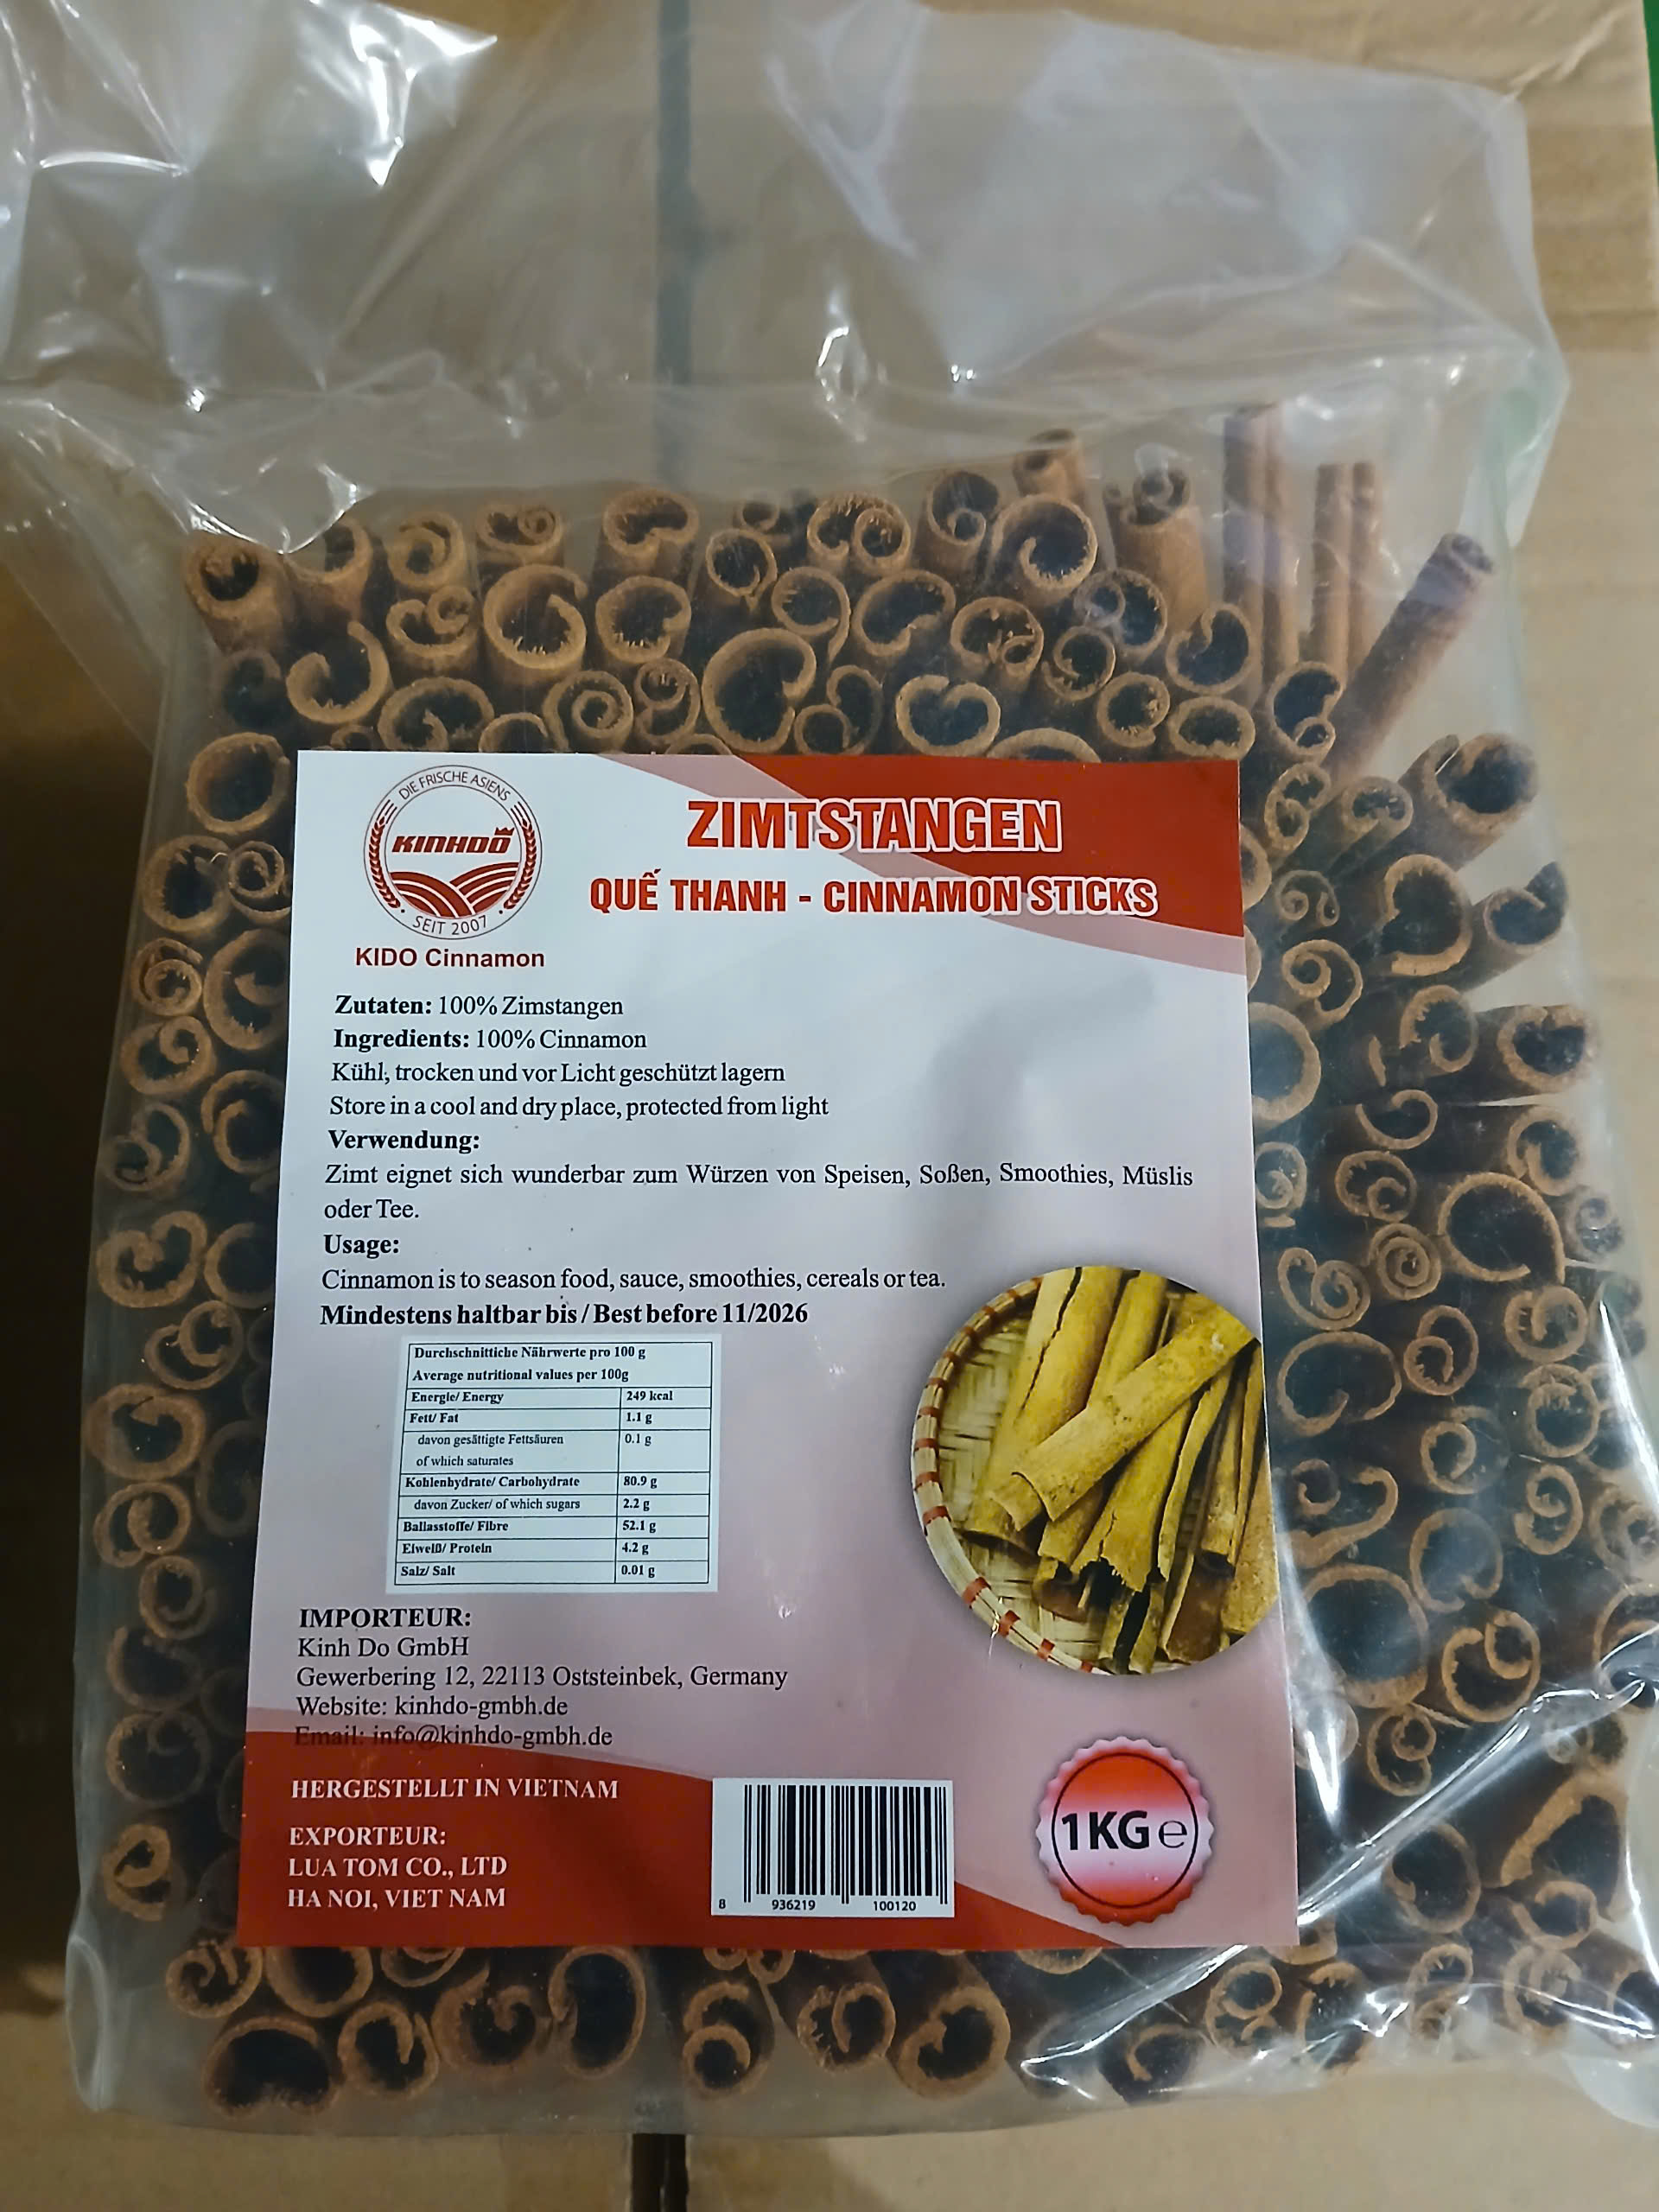 DIE FRISCHE ASIENS
KINHDO
SEIT 2007
KIDO Cinnamon
ZIMTSTANGEN
QUẾ THANH - CINNAMON STICKS
Zutaten: 100% Zimstangen
Ingredients: 100% Cinnamon
Kühl, trocken und vor Licht geschützt lagern
Store in a cool and dry place, protected from light
Verwendung:
Zimt eignet sich wunderbar zum Würzen von Speisen, Soßen, Smoothies, Müslis
oder Tee.
Usage:
Cinnamon is to season food, sauce, smoothies, cereals or tea.
Mindestens haltbar bis / Best before 11/2026
Durchschnittiche Nährwerte pro 100 g
Average nutritional values per 100g
Energie/ Energy 249 kcal
Fett/ Fat 1.1 g
davon gesättigte Fettsäuren 0.1 g
of which saturates
Kohlenhydrate/ Carbohydrate 80.9 g
davon Zucker/ of which sugars 2.2 g
Ballasstoffe/ Fibre 52.1 g
Eiweiß/ Protein 4.2 g
Salz/ Salt 0.01 g
IMPORTEUR:
Kinh Do GmbH
Gewerbering 12, 22113 Oststeinbek, Germany
Website: kinhdo-gmbh.de
Email: info@kinhdo-gmbh.de
HERGESTELLT IN VIETNAM
EXPORTEUR:
LUA TOM CO., LTD
HA NOI, VIET NAM
8 936219 100120
1KG e